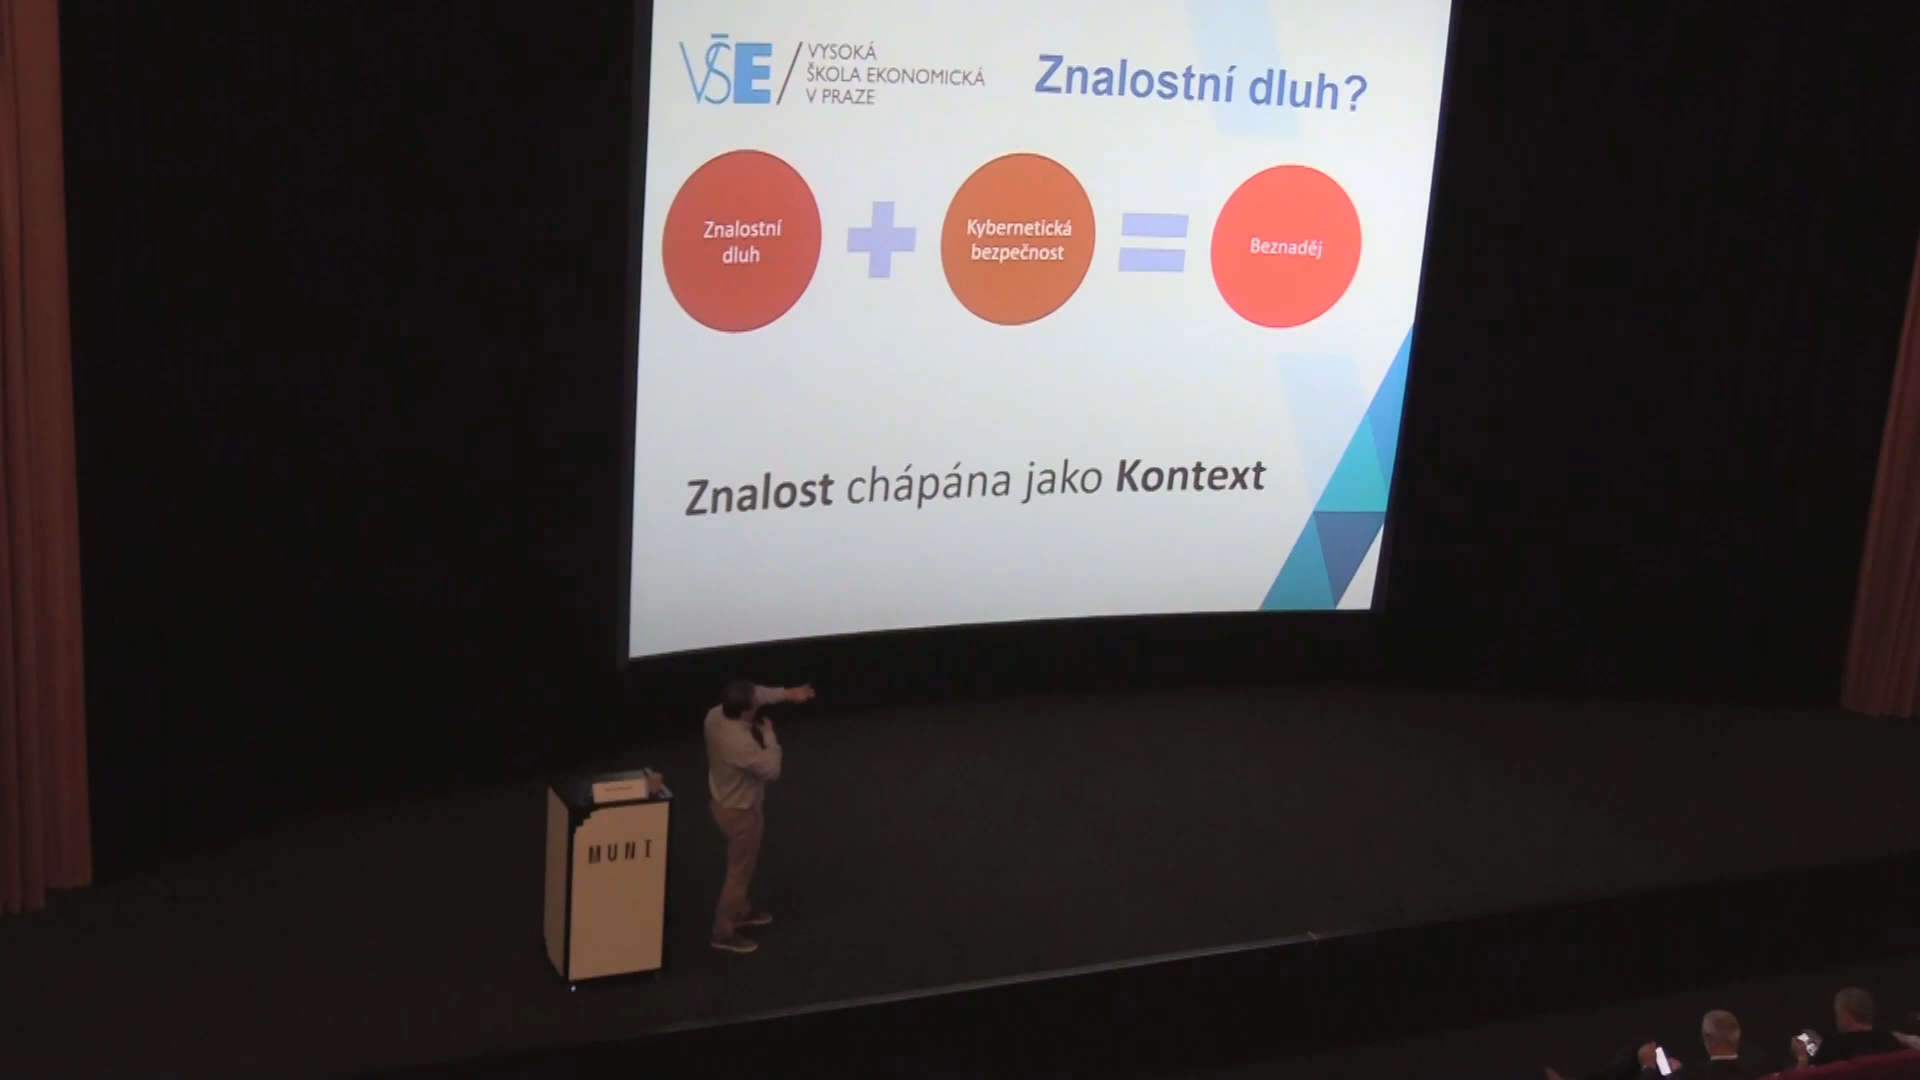 VŠE
VYSOKÁ
ŠKOLA EKONOMICKÁ
V PRAZE
Znalostní dluh?
Znalostní
dluh
Kybernetická
bezpečnost
Beznaděj
Znalost chápána jako Kontext
MUNI